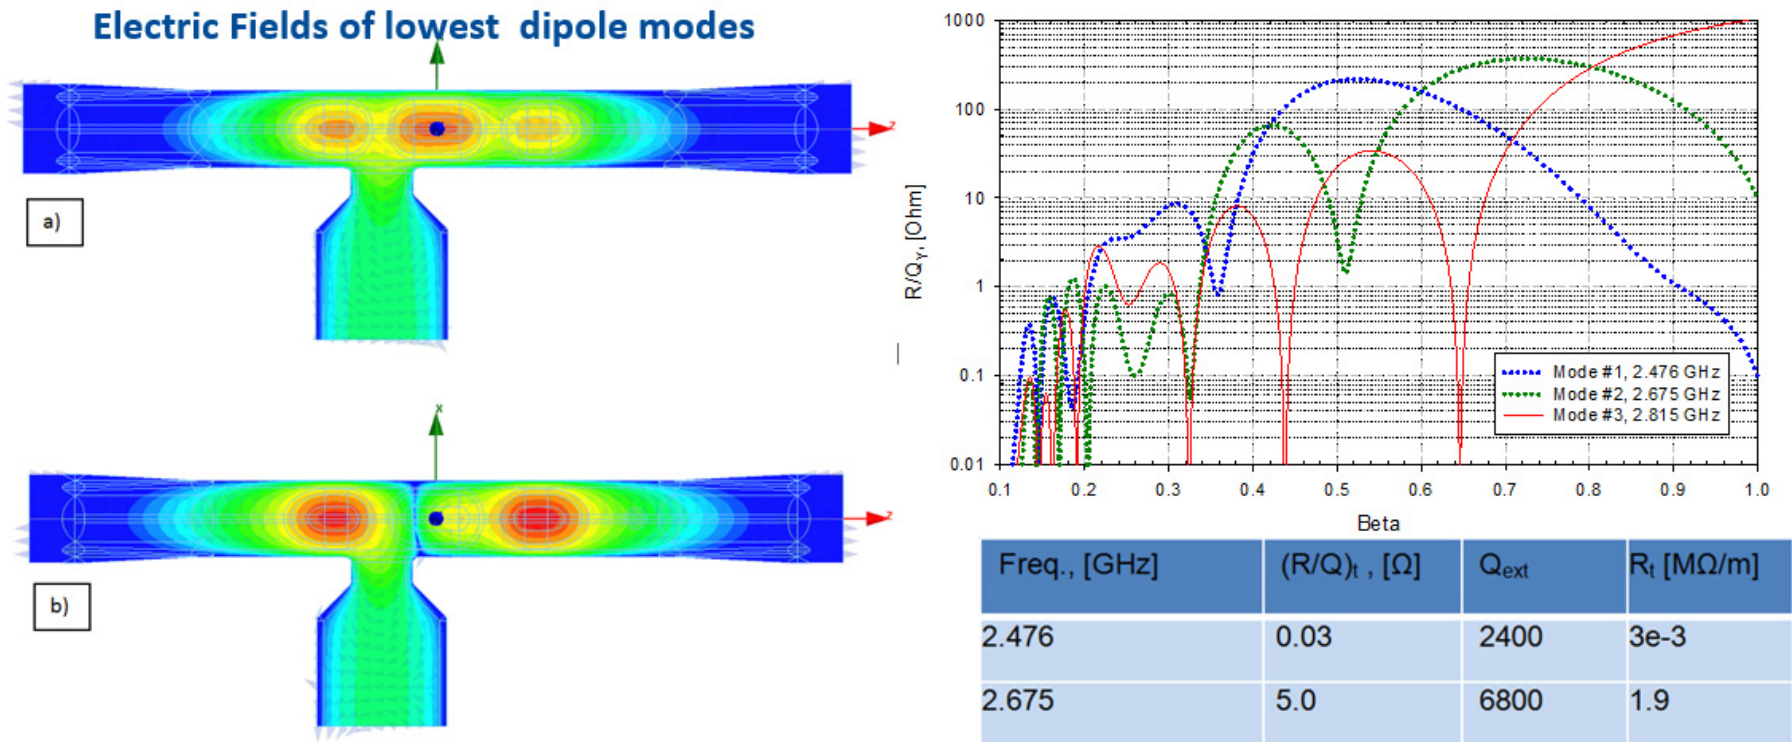 Electric Fields of lowest dipole modes
z
a)
x
z
b)
1000
100
10
1
0.1
0.01
R/Qγ, [Ohm]
Mode #1, 2.476 GHz
Mode #2, 2.675 GHz
Mode #3, 2.815 GHz
0.1 0.2 0.3 0.4 0.5 0.6 0.7 0.8 0.9 1.0
Beta
Freq., [GHz] (R/Q)t , [Ω] Qext Rt [MΩ/m]
2.476 0.03 2400 3e-3
2.675 5.0 6800 1.9